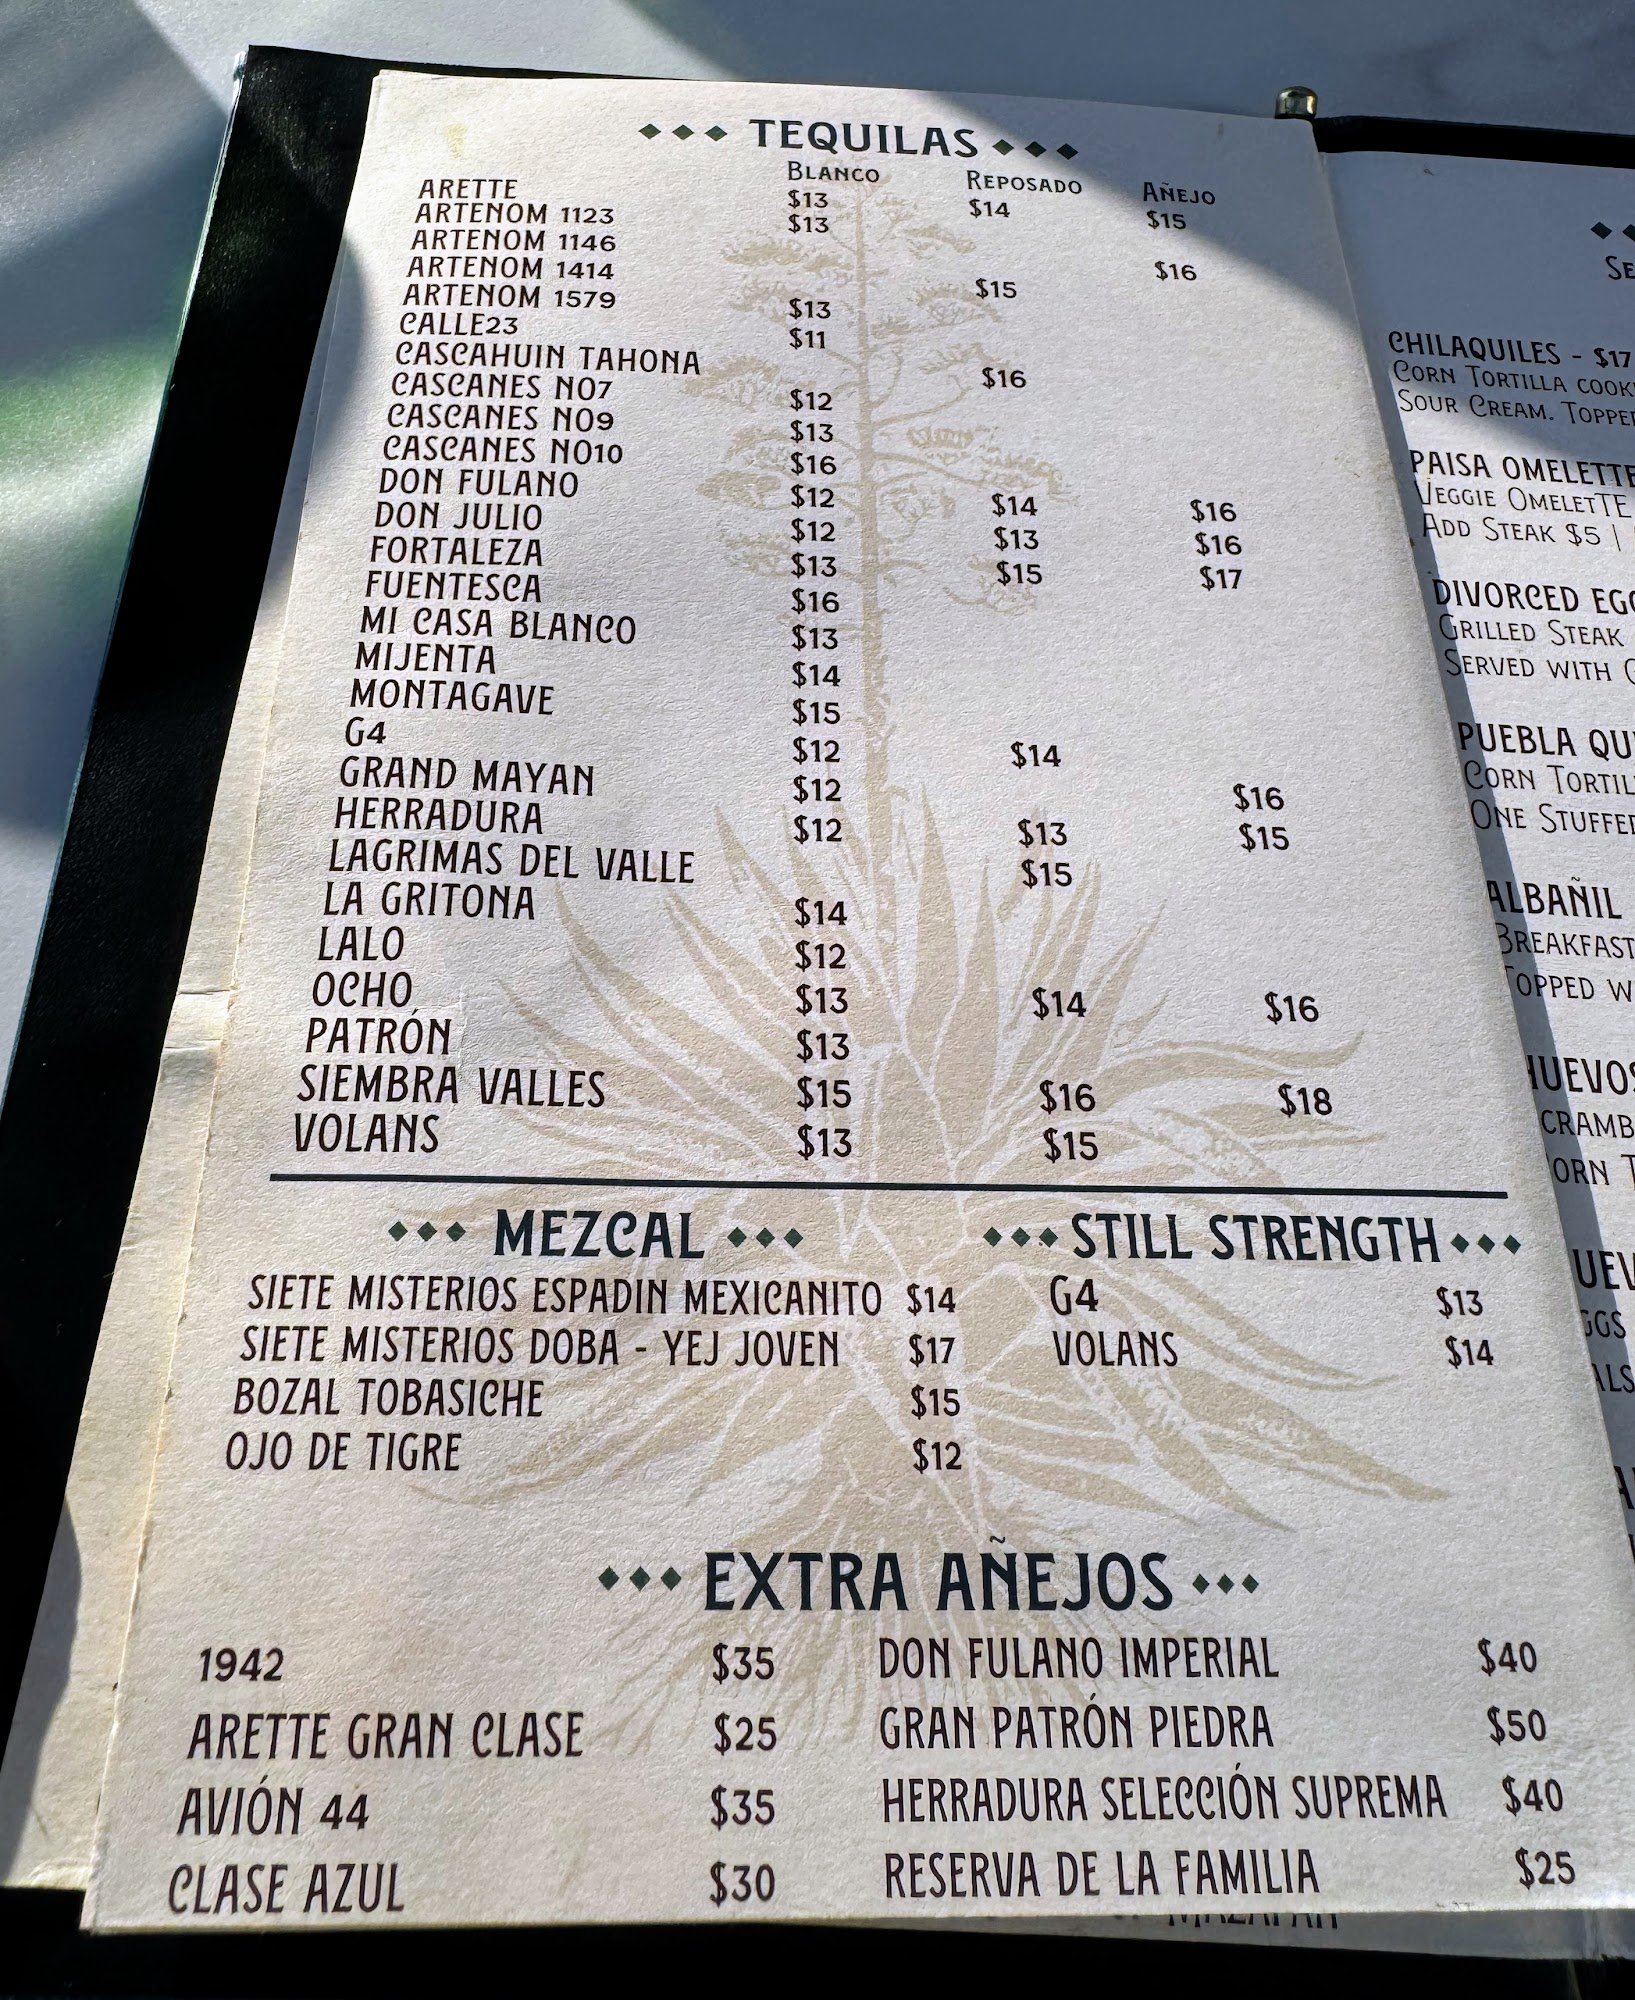 TEQUILAS
BLANCO REPOSADO AÑEJO
ARETTE $13 $14 $15
ARTENOM 1123 $13
ARTENOM 1146 $16
ARTENOM 1414 $15
ARTENOM 1579 $13
CALLE23 $11
CASCAHUIN TAHONA $16
CASCANES NO7 $12
CASCANES NO9 $13
CASCANES NO10 $16
DON FULANO $12 $14 $16
DON JULIO $12 $13 $16
FORTALEZA $13 $15 $17
FUENTESCA $16
MI CASA BLANCO $13
MIJENTA $14
MONTAGAVE $15
G4 $12 $14
GRAND MAYAN $12 $16
HERRADURA $12 $13 $15
LAGRIMAS DEL VALLE $15
LA GRITONA $14
LALO $12
OCHO $13 $14 $16
PATRÓN $13
SIEMBRA VALLES $15 $16 $18
VOLANS $13 $15
MEZCAL
SIETE MISTERIOS ESPADIN MEXICANITO $14
SIETE MISTERIOS DOBA - YEJ JOVEN $17
BOZAL TOBASICHE $15
OJO DE TIGRE $12
STILL STRENGTH
G4 $13
VOLANS $14
EXTRA AÑEJOS
1942 $35
ARETTE GRAN CLASE $25
AVIÓN 44 $35
CLASE AZUL $30
DON FULANO IMPERIAL $40
GRAN PATRÓN PIEDRA $50
HERRADURA SELECCIÓN SUPREMA $40
RESERVA DE LA FAMILIA $25
CHILAQUILES - $17
CORN TORTILLA
SOUR CREAM.
PAISA OMELETTE
VEGGIE OMELETTE
ADD STEAK $5 |
DIVORCED
GRILLED STEAK
SERVED WITH
PUEBLA
CORN
ONE STUFFED
ALBAÑIL
BREAKFAST
TOPPED